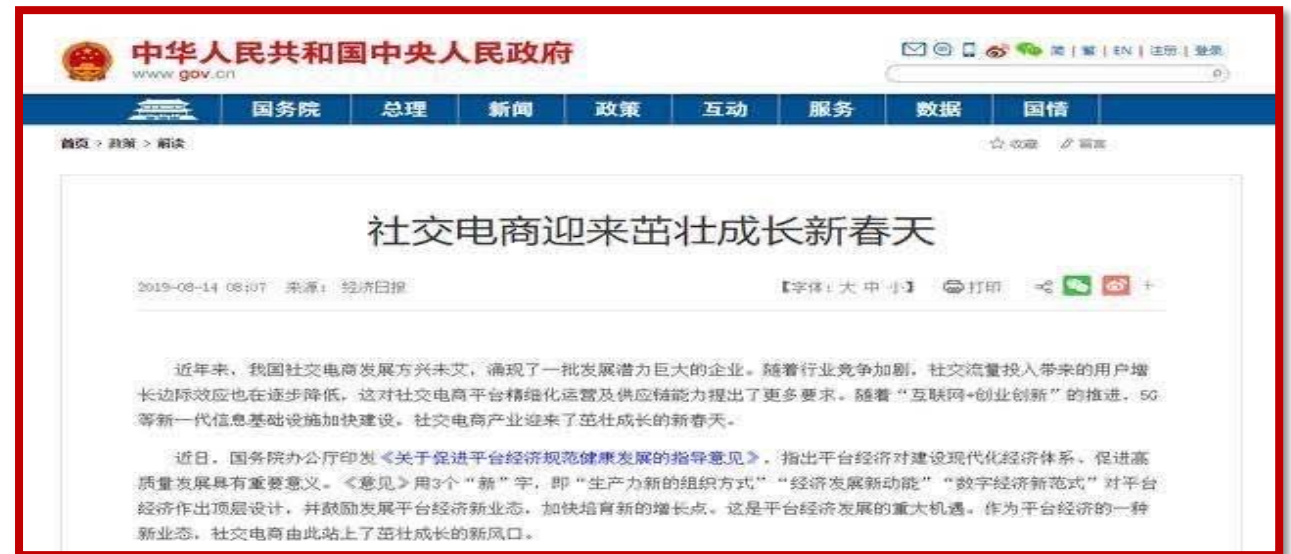 中华人民共和国中央人民政府
www.gov.cn
简 | 繁 | EN | 注册 | 登录
国务院 总理 新闻 政策 互动 服务 数据 国情
首页 > 政策 > 解读
收藏 留言
社交电商迎来茁壮成长新春天
2019-08-14 08:07 来源： 经济日报
【字体：大 中 小】 打印 +
近年来，我国社交电商发展方兴未艾，涌现了一批发展潜力巨大的企业。随着行业竞争加剧，社交流量投入带来的用户增
长边际效应也在逐步降低，这对社交电商平台精细化运营及供应链能力提出了更多要求。随着“互联网+创业创新”的推进，5G
等新一代信息基础设施加快建设，社交电商产业迎来了茁壮成长的新春天。
近日，国务院办公厅印发《关于促进平台经济规范健康发展的指导意见》，指出平台经济对建设现代化经济体系、促进高
质量发展具有重要意义。《意见》用3个“新”字，即“生产力新的组织方式”“经济发展新动能”“数字经济新范式”对平台
经济作出顶层设计，并鼓励发展平台经济新业态，加快培育新的增长点。这是平台经济发展的重大机遇。作为平台经济的一种
新业态，社交电商由此站上了茁壮成长的新风口。